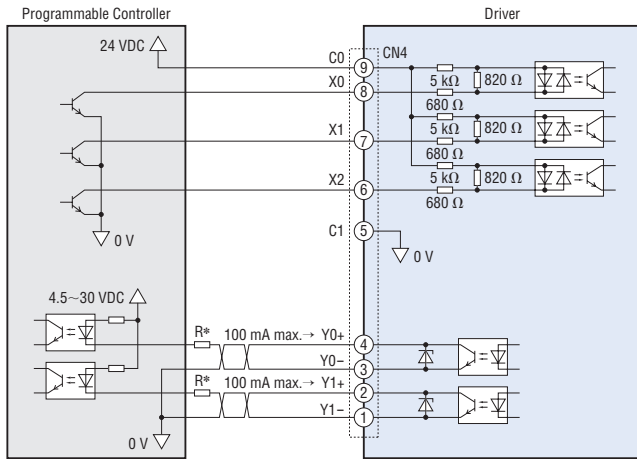 Programmable Controller
Driver
24 VDC
C0
9
CN4
5 kΩ
820 Ω
X0
8
680 Ω
5 kΩ
820 Ω
X1
7
680 Ω
5 kΩ
820 Ω
X2
6
680 Ω
C1
5
0 V
0 V
4.5~30 VDC
R*
100 mA max.→
Y0+
4
Y0−
3
R*
100 mA max.→
Y1+
2
Y1−
1
0 V